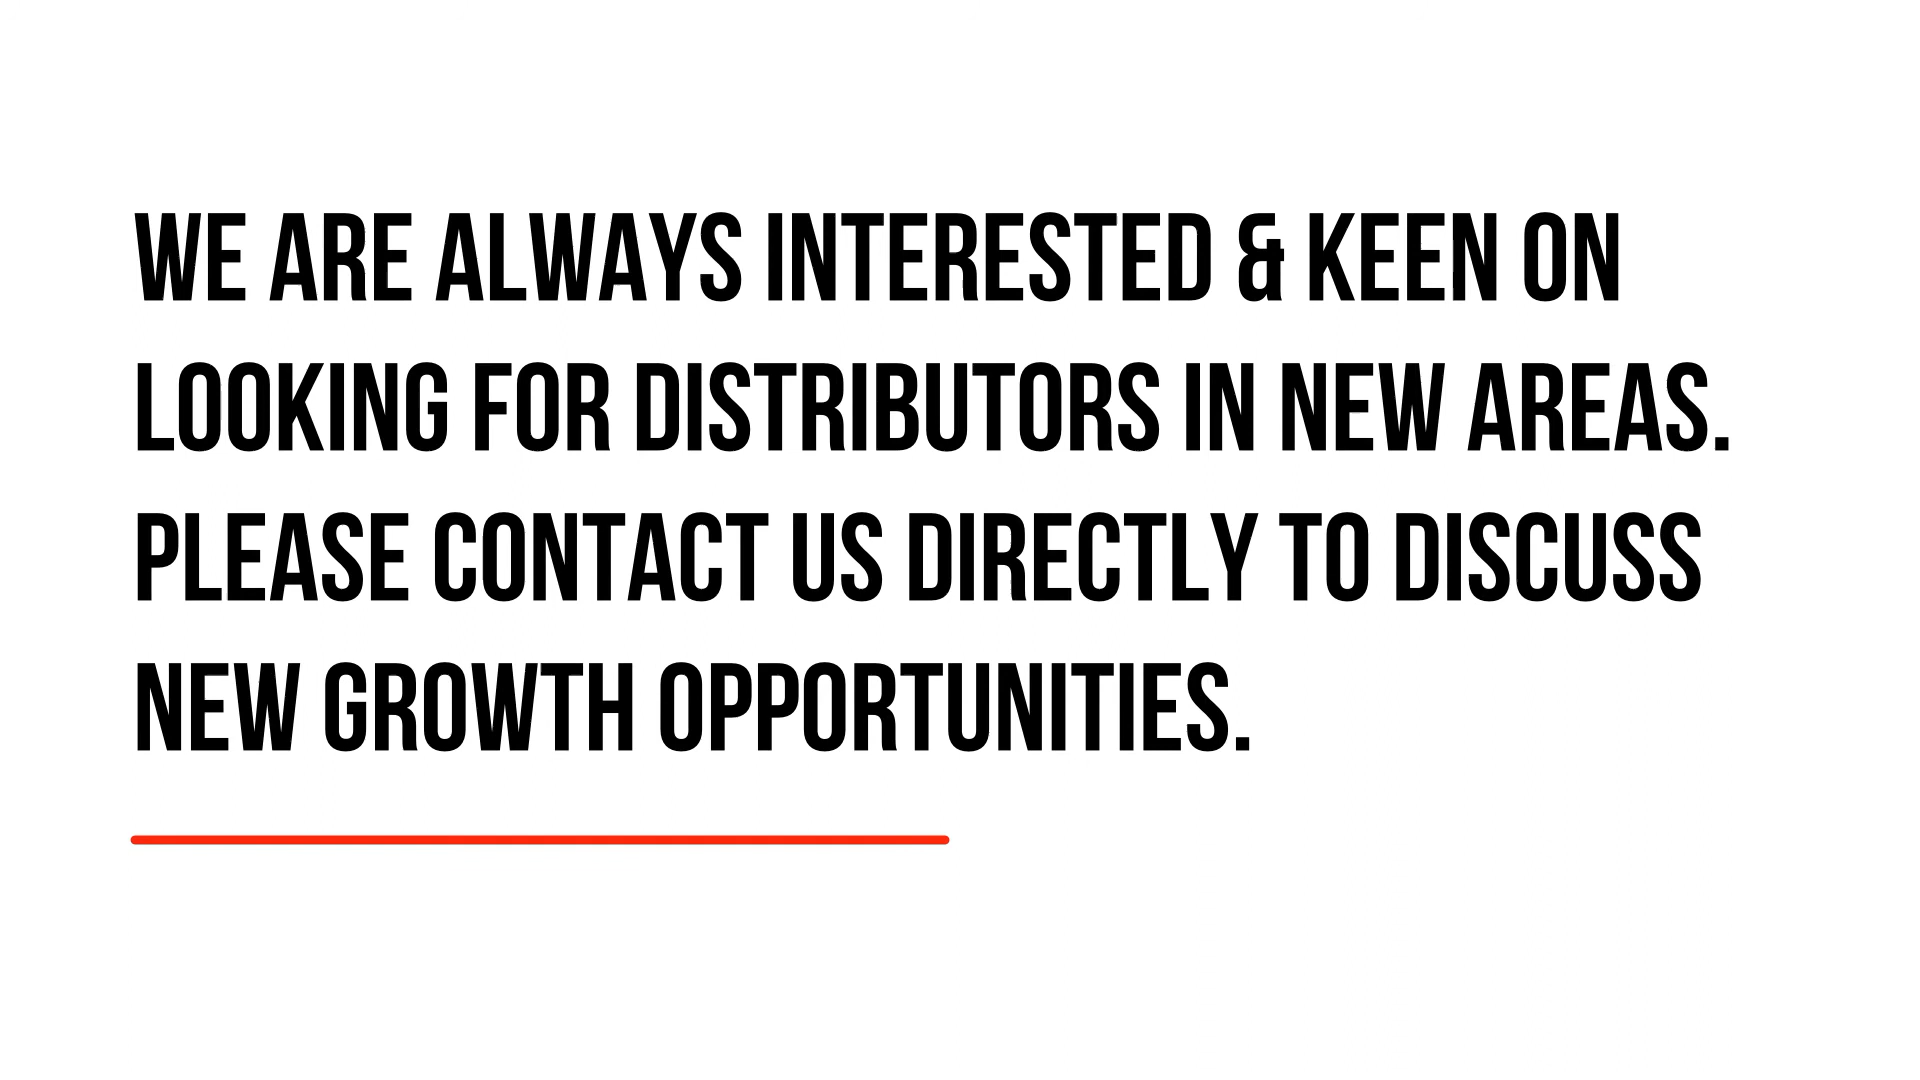 WE ARE ALWAYS INTERESTED & KEEN ON
LOOKING FOR DISTRIBUTORS IN NEW AREAS.
PLEASE CONTACT US DIRECTLY TO DISCUSS
NEW GROWTH OPPORTUNITIES.